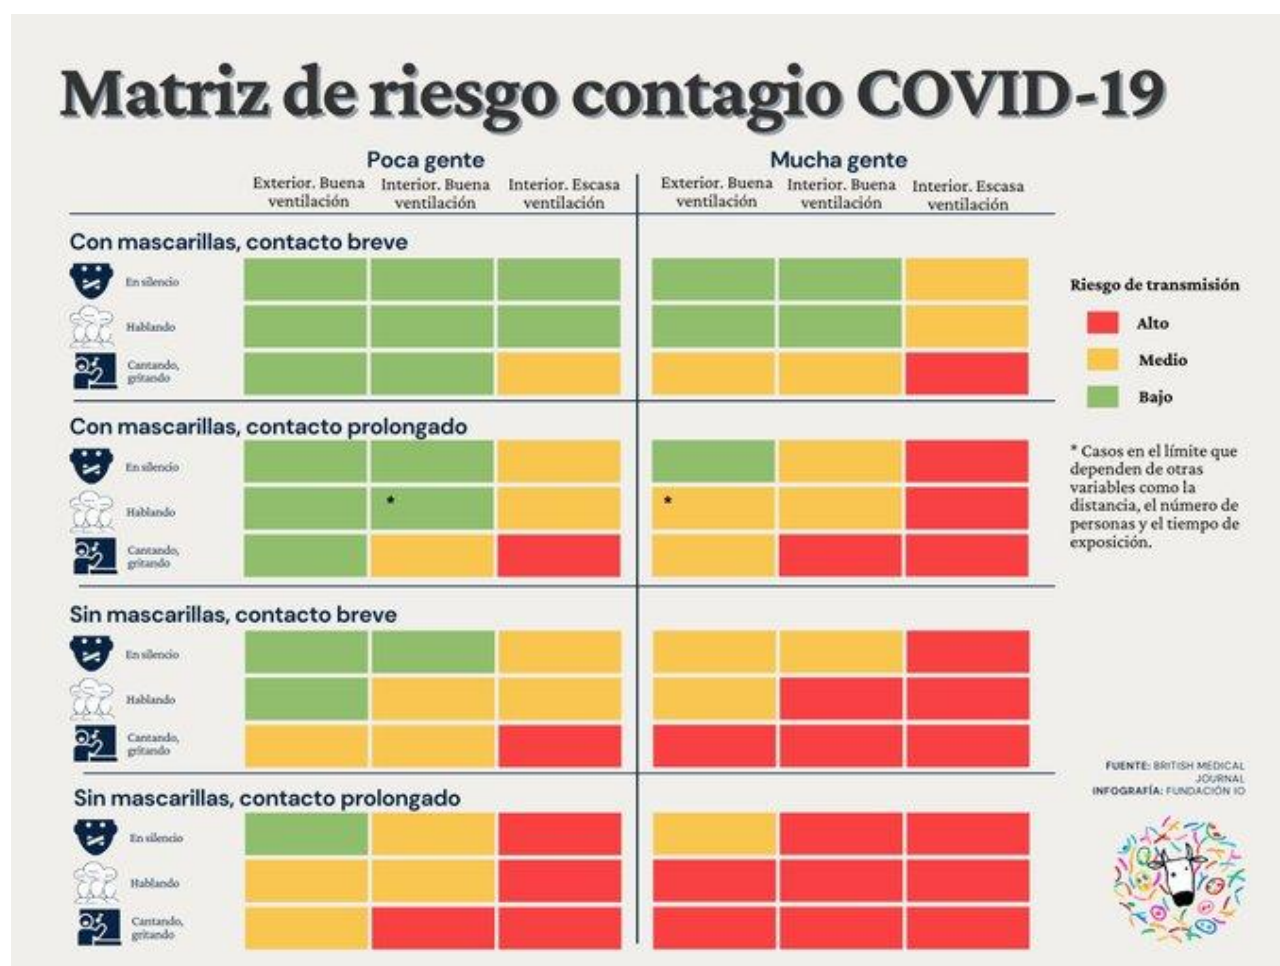 Matriz de riesgo contagio COVID-19
Poca gente
Mucha gente
Exterior. Buena
ventilación
Interior. Buena
ventilación
Interior. Escasa
ventilación
Exterior. Buena
ventilación
Interior. Buena
ventilación
Interior. Escasa
ventilación
Con mascarillas, contacto breve
En silencio
Hablando
Cantando,
gritando
Con mascarillas, contacto prolongado
En silencio
Hablando
*
*
Cantando,
gritando
Sin mascarillas, contacto breve
En silencio
Hablando
Cantando,
gritando
Sin mascarillas, contacto prolongado
En silencio
Hablando
Cantando,
gritando
Riesgo de transmisión
Alto
Medio
Bajo
* Casos en el límite que
dependen de otras
variables como la
distancia, el número de
personas y el tiempo de
exposición.
FUENTE: BRITISH MEDICAL
JOURNAL
INFOGRAFÍA: FUNDACIÓN IO